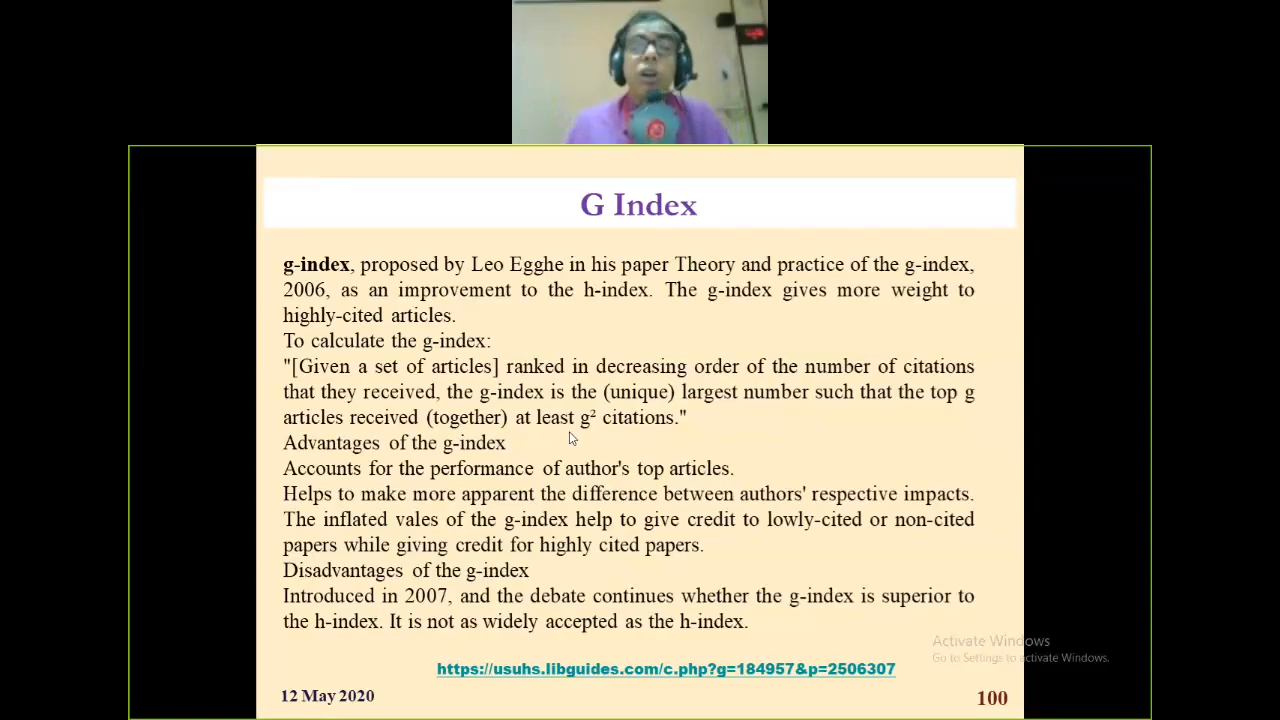 G Index
g-index, proposed by Leo Egghe in his paper Theory and practice of the g-index,
2006, as an improvement to the h-index. The g-index gives more weight to
highly-cited articles.
To calculate the g-index:
"[Given a set of articles] ranked in decreasing order of the number of citations
that they received, the g-index is the (unique) largest number such that the top g
articles received (together) at least g² citations."
Advantages of the g-index
Accounts for the performance of author's top articles.
Helps to make more apparent the difference between authors' respective impacts.
The inflated vales of the g-index help to give credit to lowly-cited or non-cited
papers while giving credit for highly cited papers.
Disadvantages of the g-index
Introduced in 2007, and the debate continues whether the g-index is superior to
the h-index. It is not as widely accepted as the h-index.
Activate Windows
Go to Settings to activate Windows.
https://usuhs.libguides.com/c.php?g=184957&p=2506307
12 May 2020
100